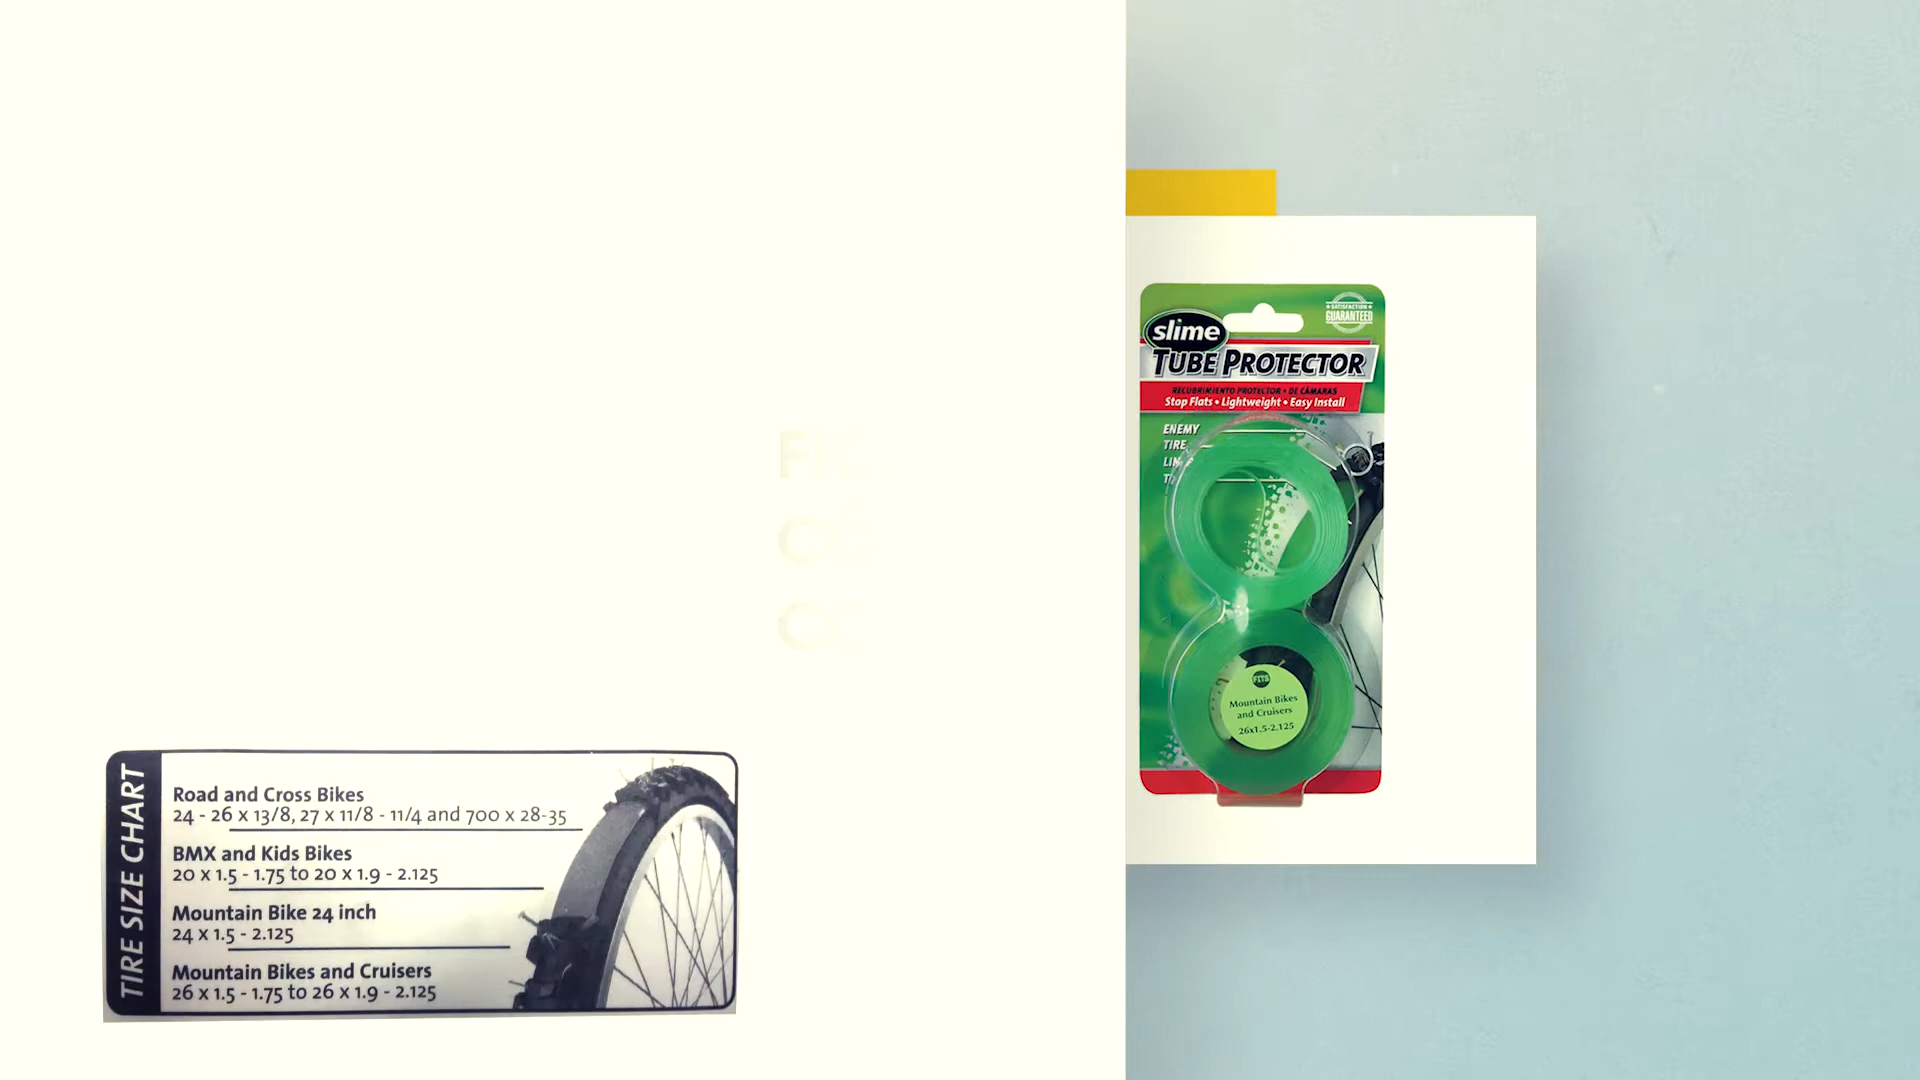 TIRE SIZE CHART
Road and Cross Bikes
24 - 26 x 13/8, 27 x 11/8 - 11/4 and 700 x 28-35
BMX and Kids Bikes
20 x 1.5 - 1.75 to 20 x 1.9 - 2.125
Mountain Bike 24 inch
24 x 1.5 - 2.125
Mountain Bikes and Cruisers
26 x 1.5 - 1.75 to 26 x 1.9 - 2.125
SATISFACTION
GUARANTEED
slime
TUBE PROTECTOR
RECUBRIMIENTO PROTECTOR • DE CÁMARAS
Stop Flats • Lightweight • Easy Install
ENEMY
TIRE
FITS
Mountain Bikes
and Cruisers
26x1.5-2.125